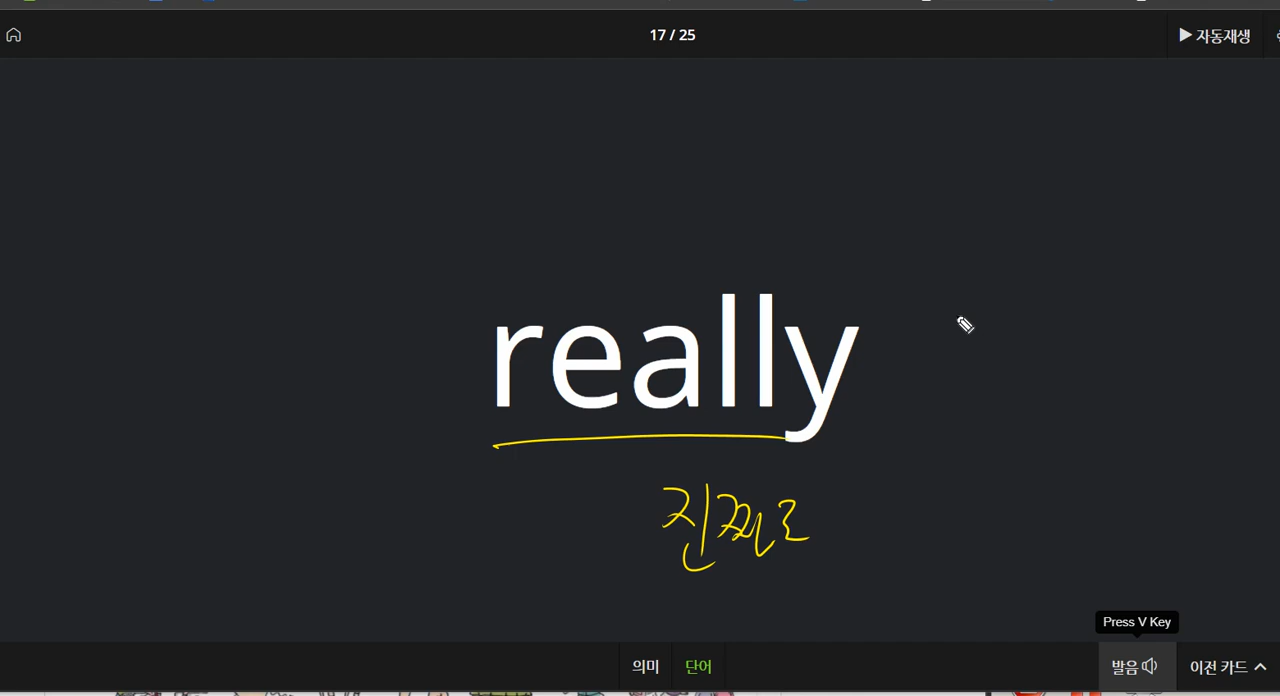 17 / 25
▶ 자동재생
really
진짜로
Press V Key
의미 단어 발음 이전 카드